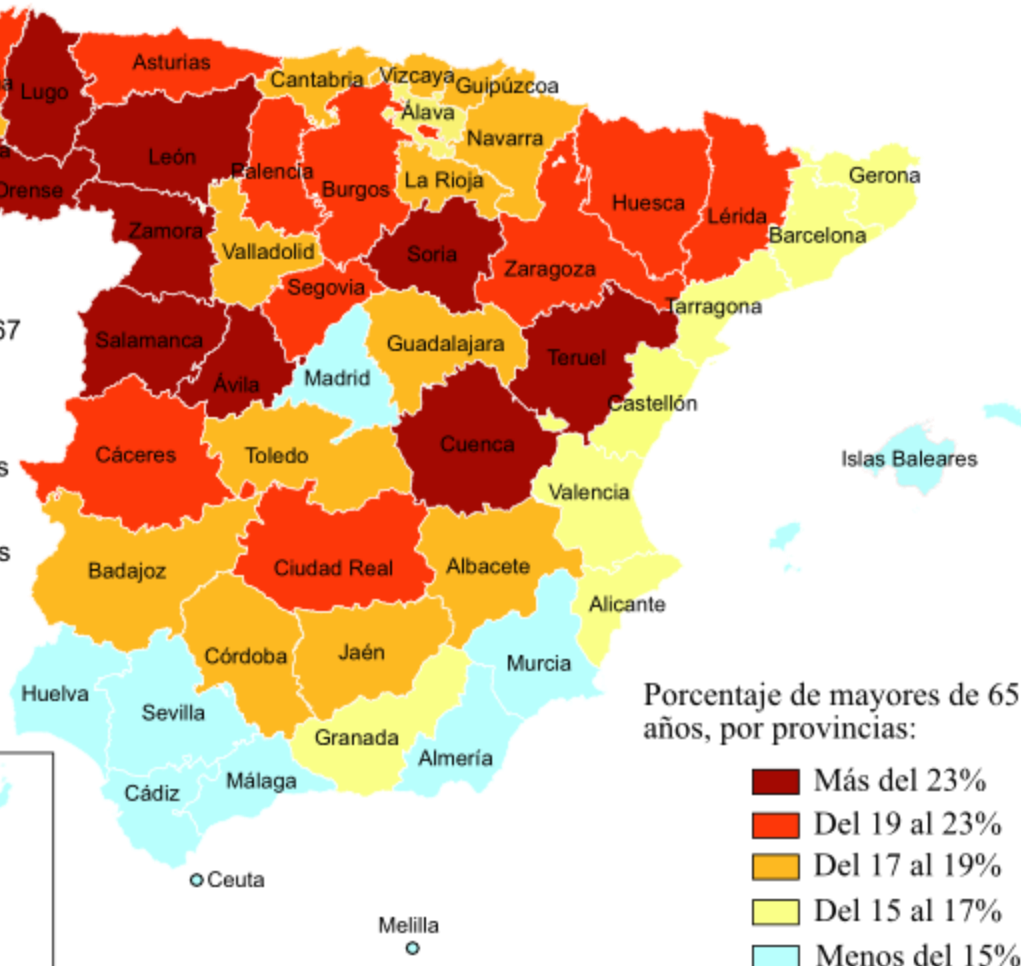 Asturias
Lugo
Cantabria
Vizcaya
Guipúzcoa
Álava
Navarra
León
Palencia
Burgos
La Rioja
Huesca
Lérida
Gerona
Barcelona
Orense
Zamora
Valladolid
Soria
Zaragoza
Segovia
Tarragona
67
Salamanca
Ávila
Madrid
Guadalajara
Teruel
Castellón
Cáceres
Toledo
Cuenca
Islas Baleares
s
Valencia
s
Badajoz
Ciudad Real
Albacete
Alicante
Córdoba
Jaén
Murcia
Huelva
Sevilla
Granada
Almería
Málaga
Cádiz
Ceuta
Melilla
Porcentaje de mayores de 65
años, por provincias:
Más del 23%
Del 19 al 23%
Del 17 al 19%
Del 15 al 17%
Menos del 15%